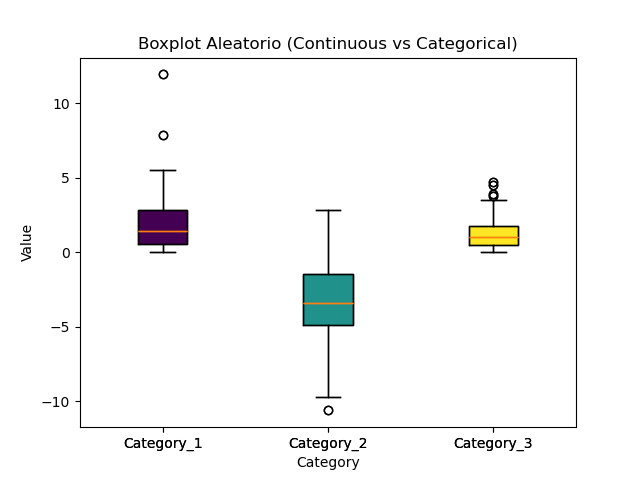 Boxplot Aleatorio (Continuous vs Categorical)
10
5
0
−5
−10
Value
Category_1 Category_2 Category_3
Category